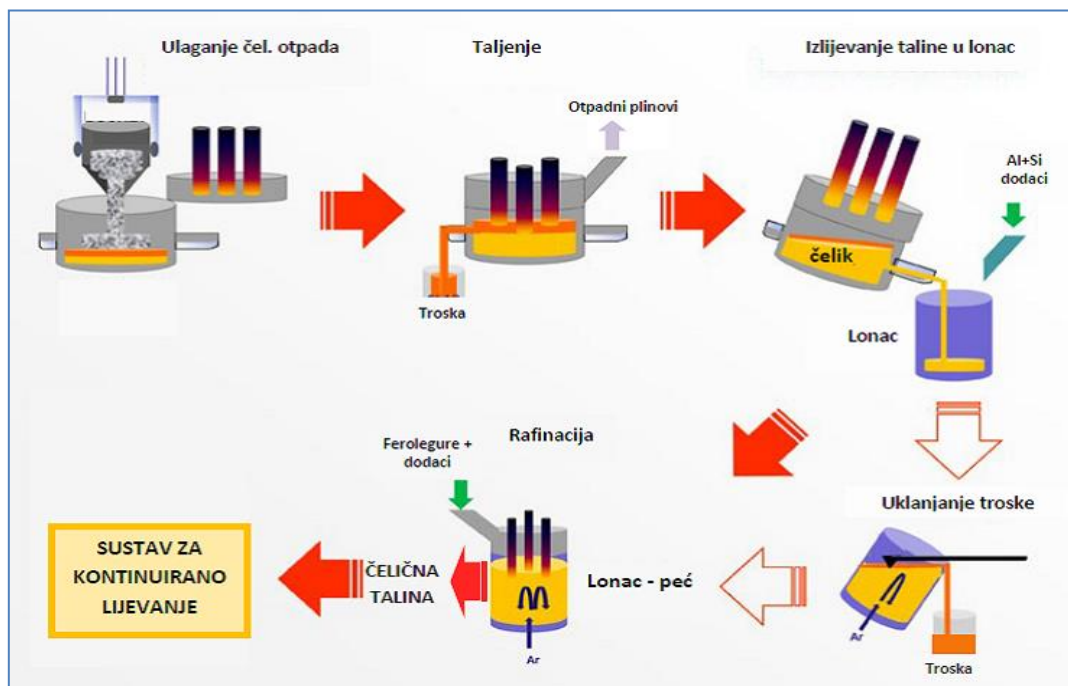 Ulaganje čel. otpada
Taljenje
Izlijevanje taline u lonac
Otpadni plinovi
Al+Si
dodaci
čelik
Troska
Lonac
Ferolegure +
dodaci
Rafinacija
Uklanjanje troske
SUSTAV ZA
KONTINUIRANO
LIJEVANJE
ČELIČNA
TALINA
Lonac - peć
Ar
Ar
Troska